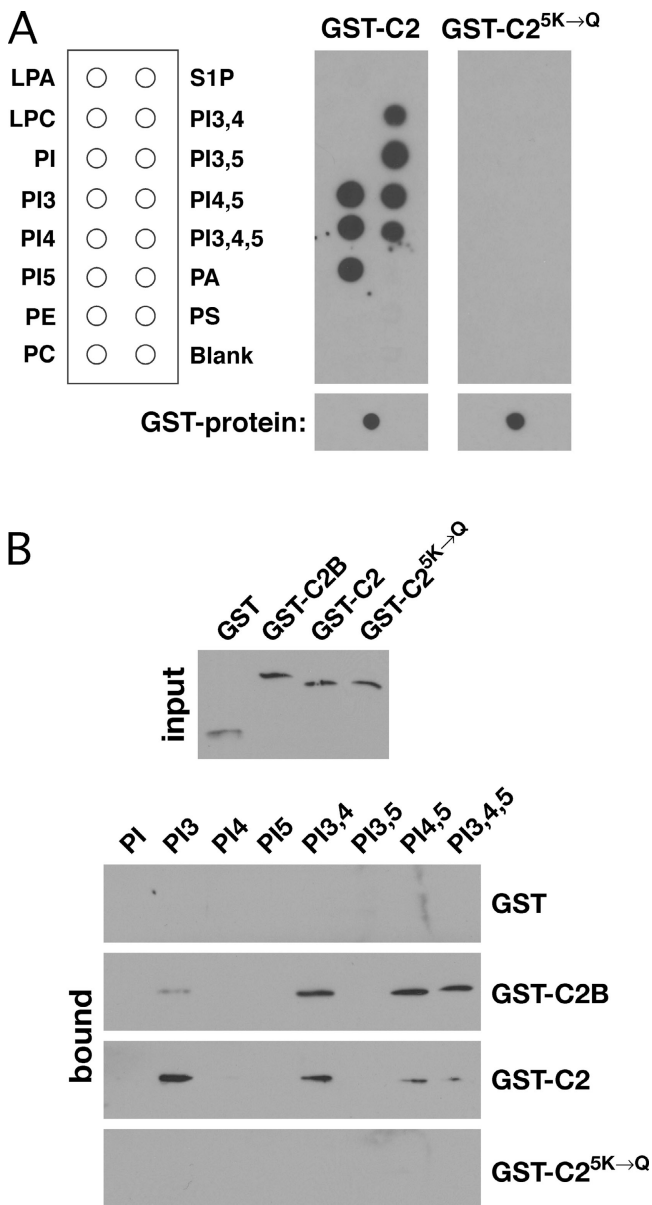 A
GST-C2
GST-C2^5K→Q
LPA S1P
LPC PI3,4
PI PI3,5
PI3 PI4,5
PI4 PI3,4,5
PI5 PA
PE PS
PC Blank
GST-protein:
B
GST
GST-C2B
GST-C2
GST-C2^5K→Q
input
PI
PI3
PI4
PI5
PI3,4
PI3,5
PI4,5
PI3,4,5
bound
GST
GST-C2B
GST-C2
GST-C2^5K→Q